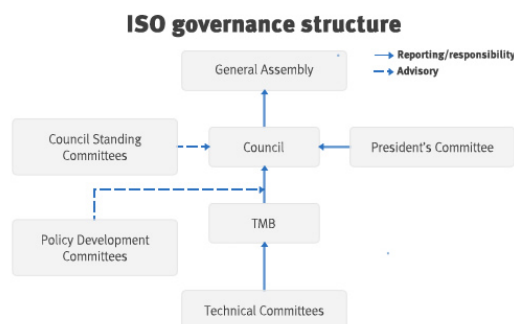 ISO governance structure
Reporting/responsibility
Advisory
General Assembly
Council Standing
Committees
Council
President's Committee
Policy Development
Committees
TMB
Technical Committees